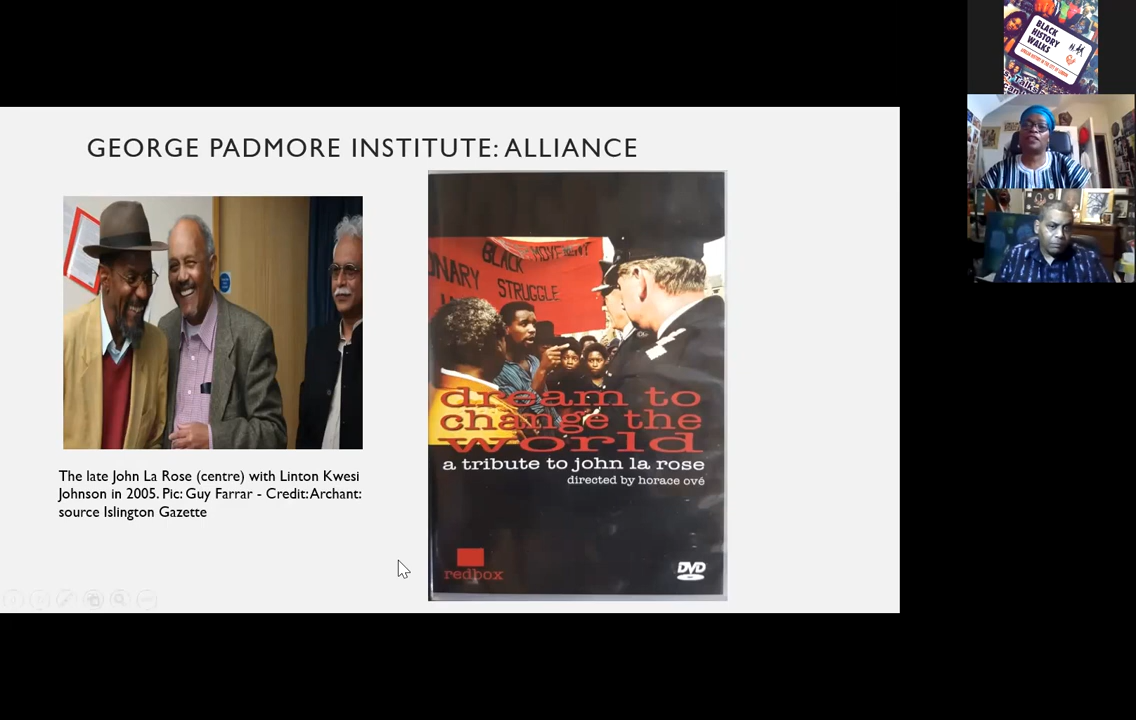 GEORGE PADMORE INSTITUTE: ALLIANCE
The late John La Rose (centre) with Linton Kwesi
Johnson in 2005. Pic: Guy Farrar - Credit: Archant:
source Islington Gazette
BLACK MOVEMENT
STRUGGLE
dream to
change the
world
a tribute to john la rose
directed by horace ové
redbox
DVD
BLACK
HISTORY
WALKS